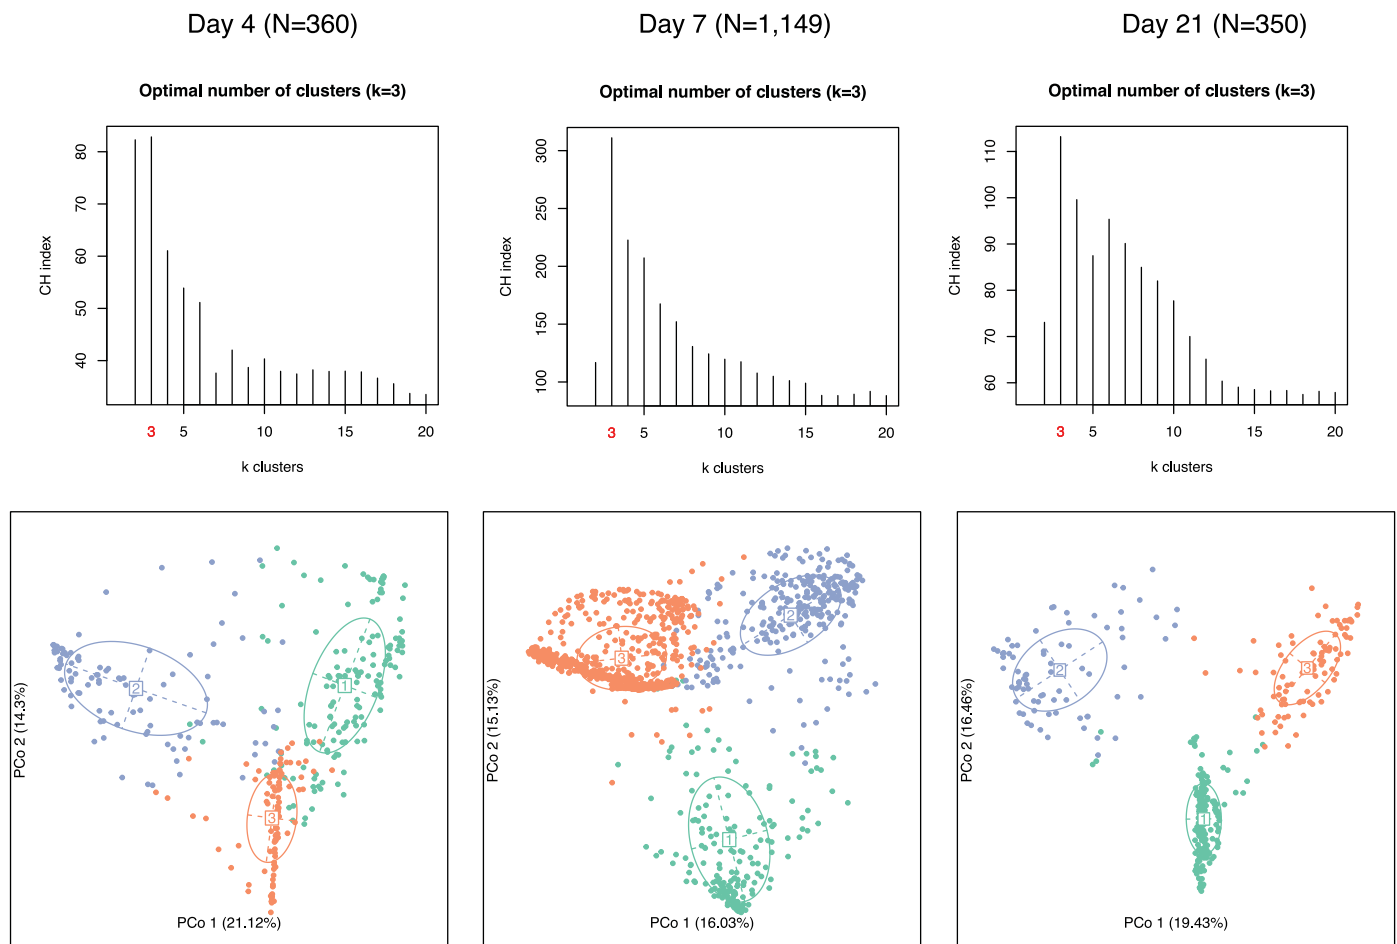 Day 4 (N=360)
Day 7 (N=1,149)
Day 21 (N=350)
Optimal number of clusters (k=3)
Optimal number of clusters (k=3)
Optimal number of clusters (k=3)
CH index
80
70
60
50
40
3 5 10 15 20
k clusters
CH index
300
250
200
150
100
3 5 10 15 20
k clusters
CH index
110
100
90
80
70
60
3 5 10 15 20
k clusters
PCo 2 (14.3%)
2
1
3
PCo 1 (21.12%)
PCo 2 (15.13%)
2
3
1
PCo 1 (16.03%)
PCo 2 (16.46%)
2
3
1
PCo 1 (19.43%)